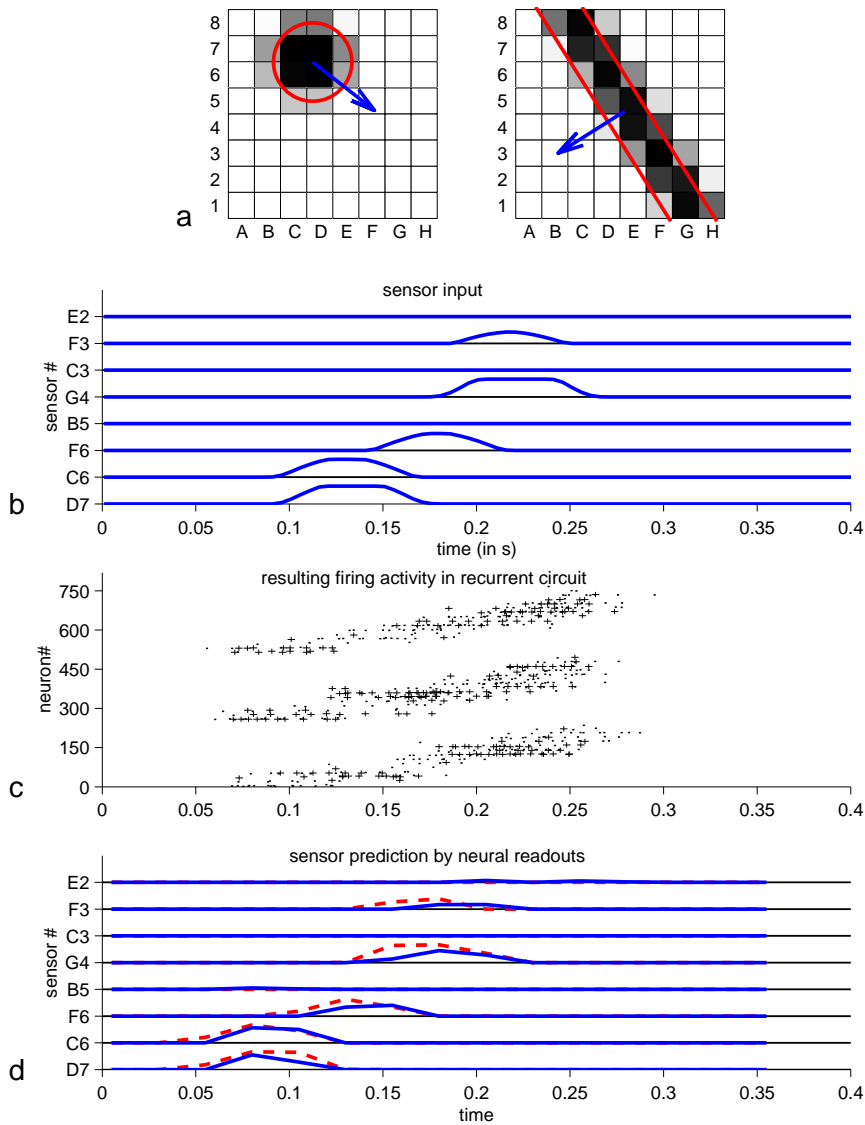 8
7
6
5
4
3
2
1
A B C D E F G H
8
7
6
5
4
3
2
1
A B C D E F G H
a
sensor input
sensor #
E2
F3
C3
G4
B5
F6
C6
D7
0 0.05 0.1 0.15 0.2 0.25 0.3 0.35 0.4
time (in s)
b
resulting firing activity in recurrent circuit
neuron#
750
600
450
300
150
0
0 0.05 0.1 0.15 0.2 0.25 0.3 0.35 0.4
c
sensor prediction by neural readouts
sensor #
E2
F3
C3
G4
B5
F6
C6
D7
0 0.05 0.1 0.15 0.2 0.25 0.3 0.35 0.4
time
d